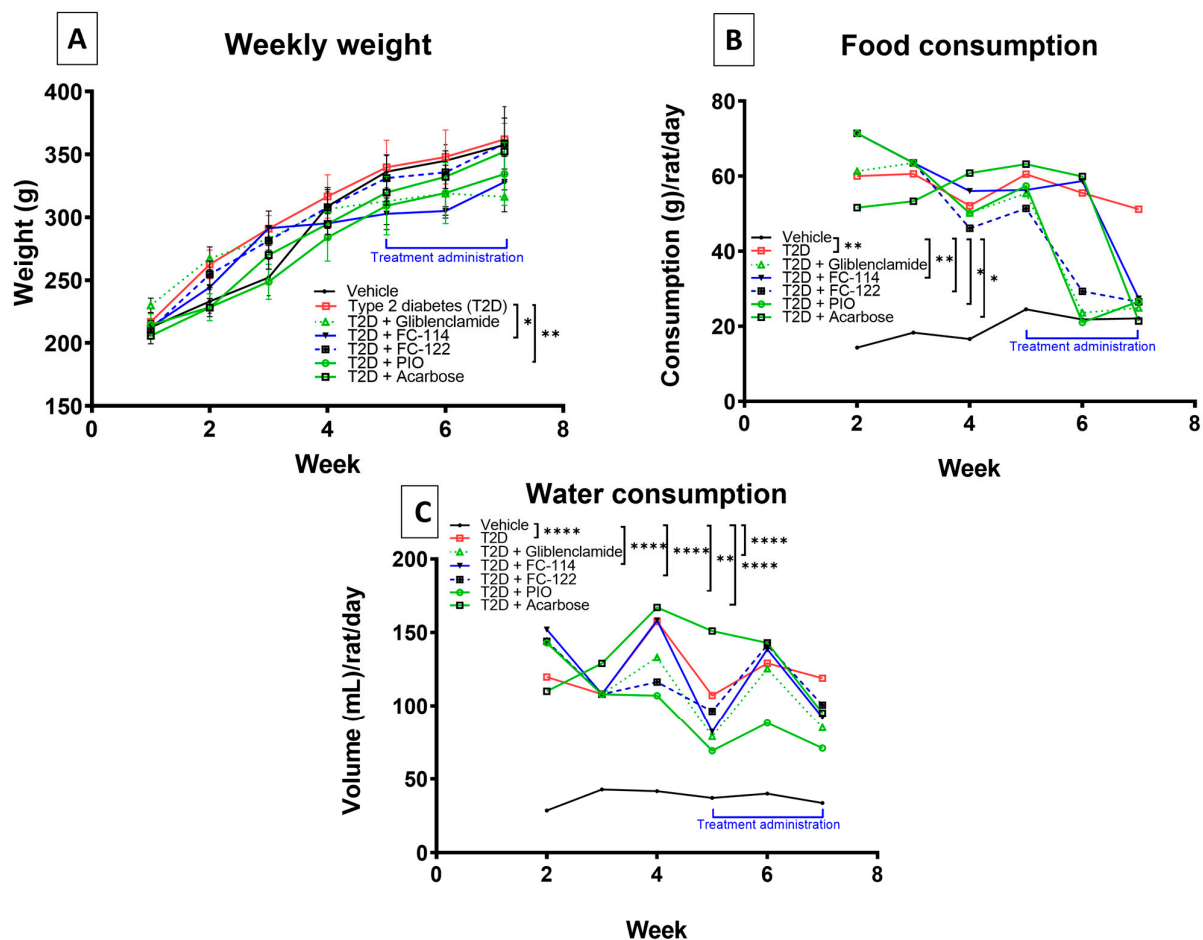 A
Weekly weight
400
350
300
250
200
150
0
2
4
6
8
Weight (g)
Week
Treatment administration
Vehicle
Type 2 diabetes (T2D)
T2D + Gliblenclamide
T2D + FC-114
T2D + FC-122
T2D + PIO
T2D + Acarbose
*
**
B
Food consumption
80
60
40
20
0
0
2
4
6
8
Consumption (g)/rat/day
Week
Vehicle
T2D
T2D + Gliblenclamide
T2D + FC-114
T2D + FC-122
T2D + PIO
T2D + Acarbose
**
**
*
*
Treatment administration
C
Water consumption
Vehicle
T2D
T2D + Gliblenclamide
T2D + FC-114
T2D + FC-122
T2D + PIO
T2D + Acarbose
****
****
****
**
****
****
200
150
100
50
0
0
2
4
6
8
Volume (mL)/rat/day
Treatment administration
Week